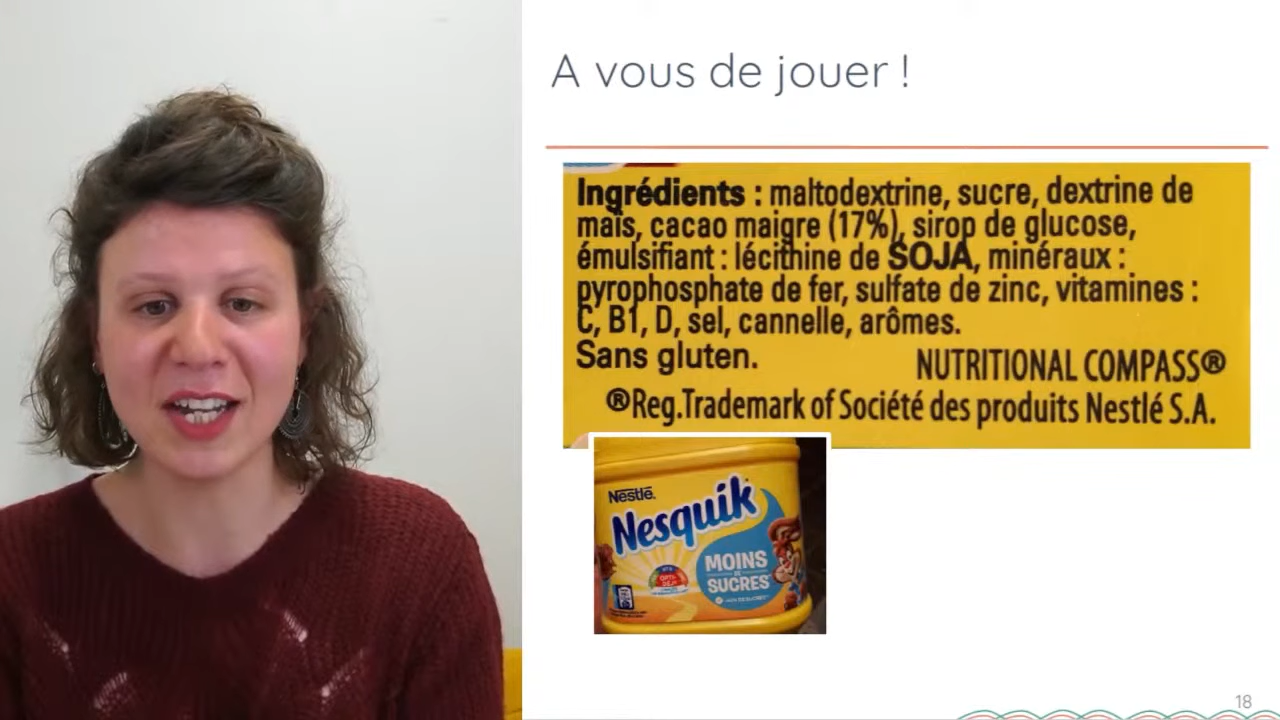 A vous de jouer !
Ingrédients : maltodextrine, sucre, dextrine de
maïs, cacao maigre (17%), sirop de glucose,
émulsifiant : lécithine de SOJA, minéraux :
pyrophosphate de fer, sulfate de zinc, vitamines :
C, B1, D, sel, cannelle, arômes.
Sans gluten.
NUTRITIONAL COMPASS®
®Reg.Trademark of Société des produits Nestlé S.A.
Nestlé.
Nesquik
MOINS
DE
SUCRES
OPTI-
18